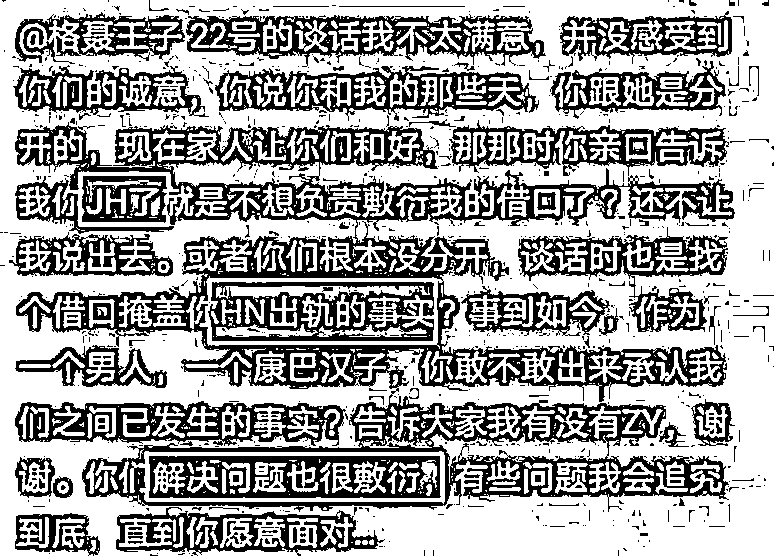 @格聂王子 22号的谈话我不太满意，并没感受到
你们的诚意，你说你和我的那些天，你跟她是分
开的，现在家人让你们和好，那那时你亲口告诉
我你JH了就是不想负责敷衍我的借口了？还不让
我说出去。或者你们根本没分开，谈话时也是找
个借口掩盖你HN出轨的事实？事到如今，作为
一个男人，一个康巴汉子，你敢不敢出来承认我
们之间已发生的事实？告诉大家我有没有ZY，谢
谢。你们解决问题也很敷衍，有些问题我会追究
到底，直到你愿意面对...